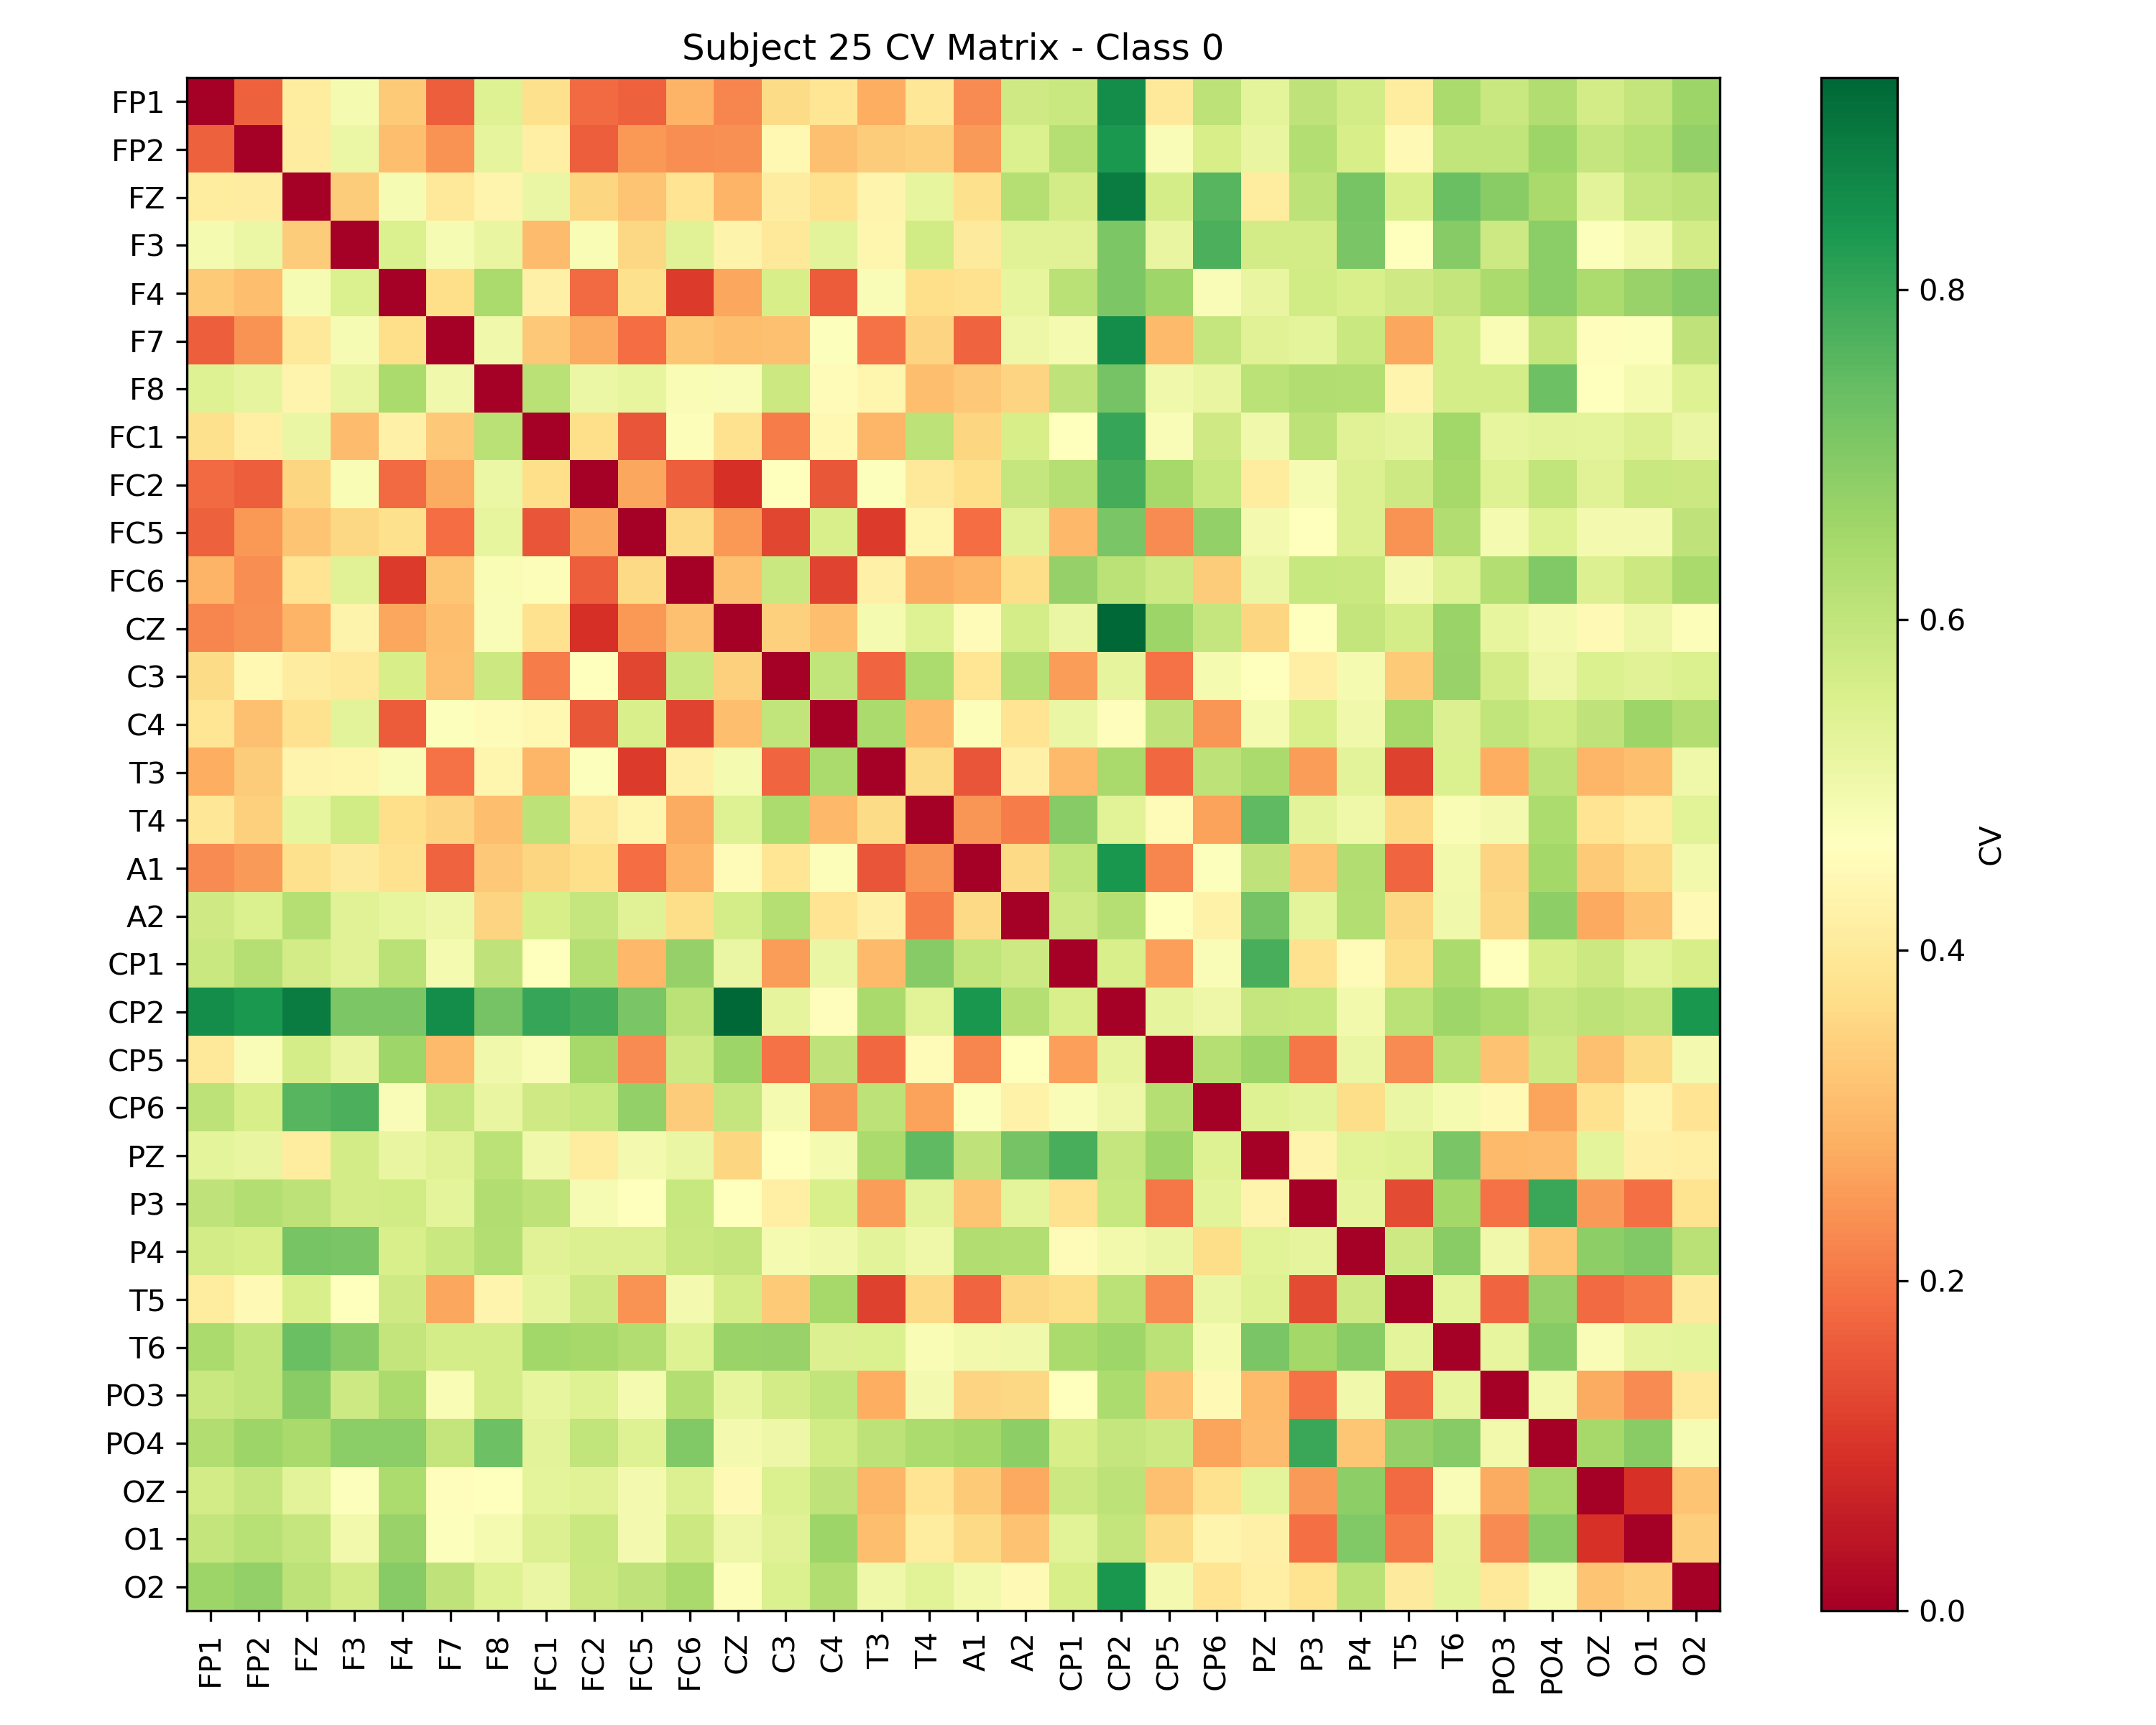 Subject 25 CV Matrix - Class 0
FP1
FP2
FZ
F3
F4
F7
F8
FC1
FC2
FC5
FC6
CZ
C3
C4
T3
T4
A1
A2
CP1
CP2
CP5
CP6
PZ
P3
P4
T5
T6
PO3
PO4
OZ
O1
O2
FP1 FP2 FZ F3 F4 F7 F8 FC1 FC2 FC5 FC6 CZ C3 C4 T3 T4 A1 A2 CP1 CP2 CP5 CP6 PZ P3 P4 T5 T6 PO3 PO4 OZ O1 O2
0.8
0.6
0.4
0.2
0.0
CV